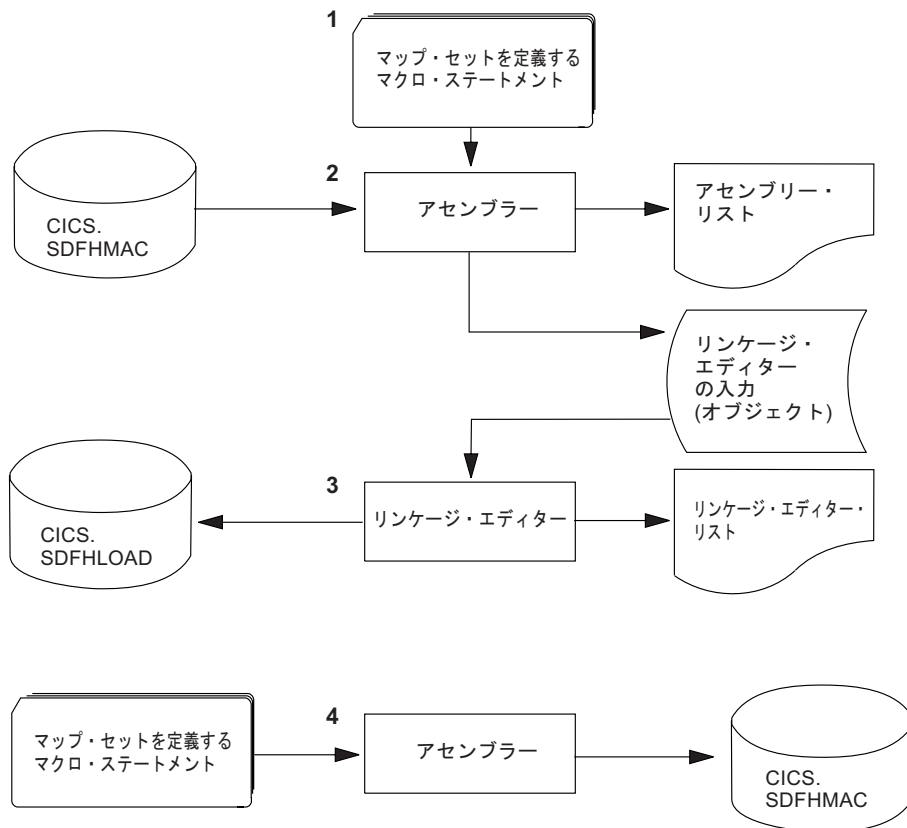 1
マップ・セットを定義する
マクロ・ステートメント
2
CICS.
SDFHMAC
アセンブラー
アセンブリー・
リスト
リンケージ・
エディター
の入力
(オブジェクト)
3
CICS.
SDFHLOAD
リンケージ・エディター
リンケージ・エディター・
リスト
4
マップ・セットを定義する
マクロ・ステートメント
アセンブラー
CICS.
SDFHMAC